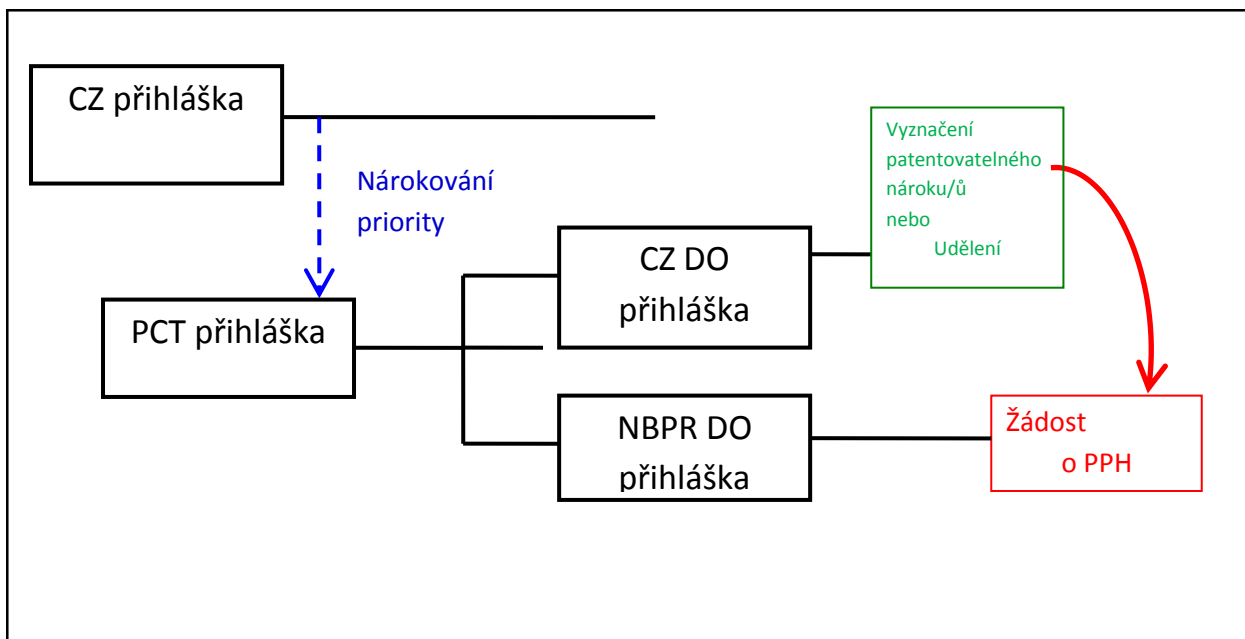 CZ přihláška
Nárokování
priority
PCT přihláška
CZ DO
přihláška
Vyznačení
patentovatelného
nároku/ů
nebo
Udělení
NBPR DO
přihláška
Žádost
o PPH